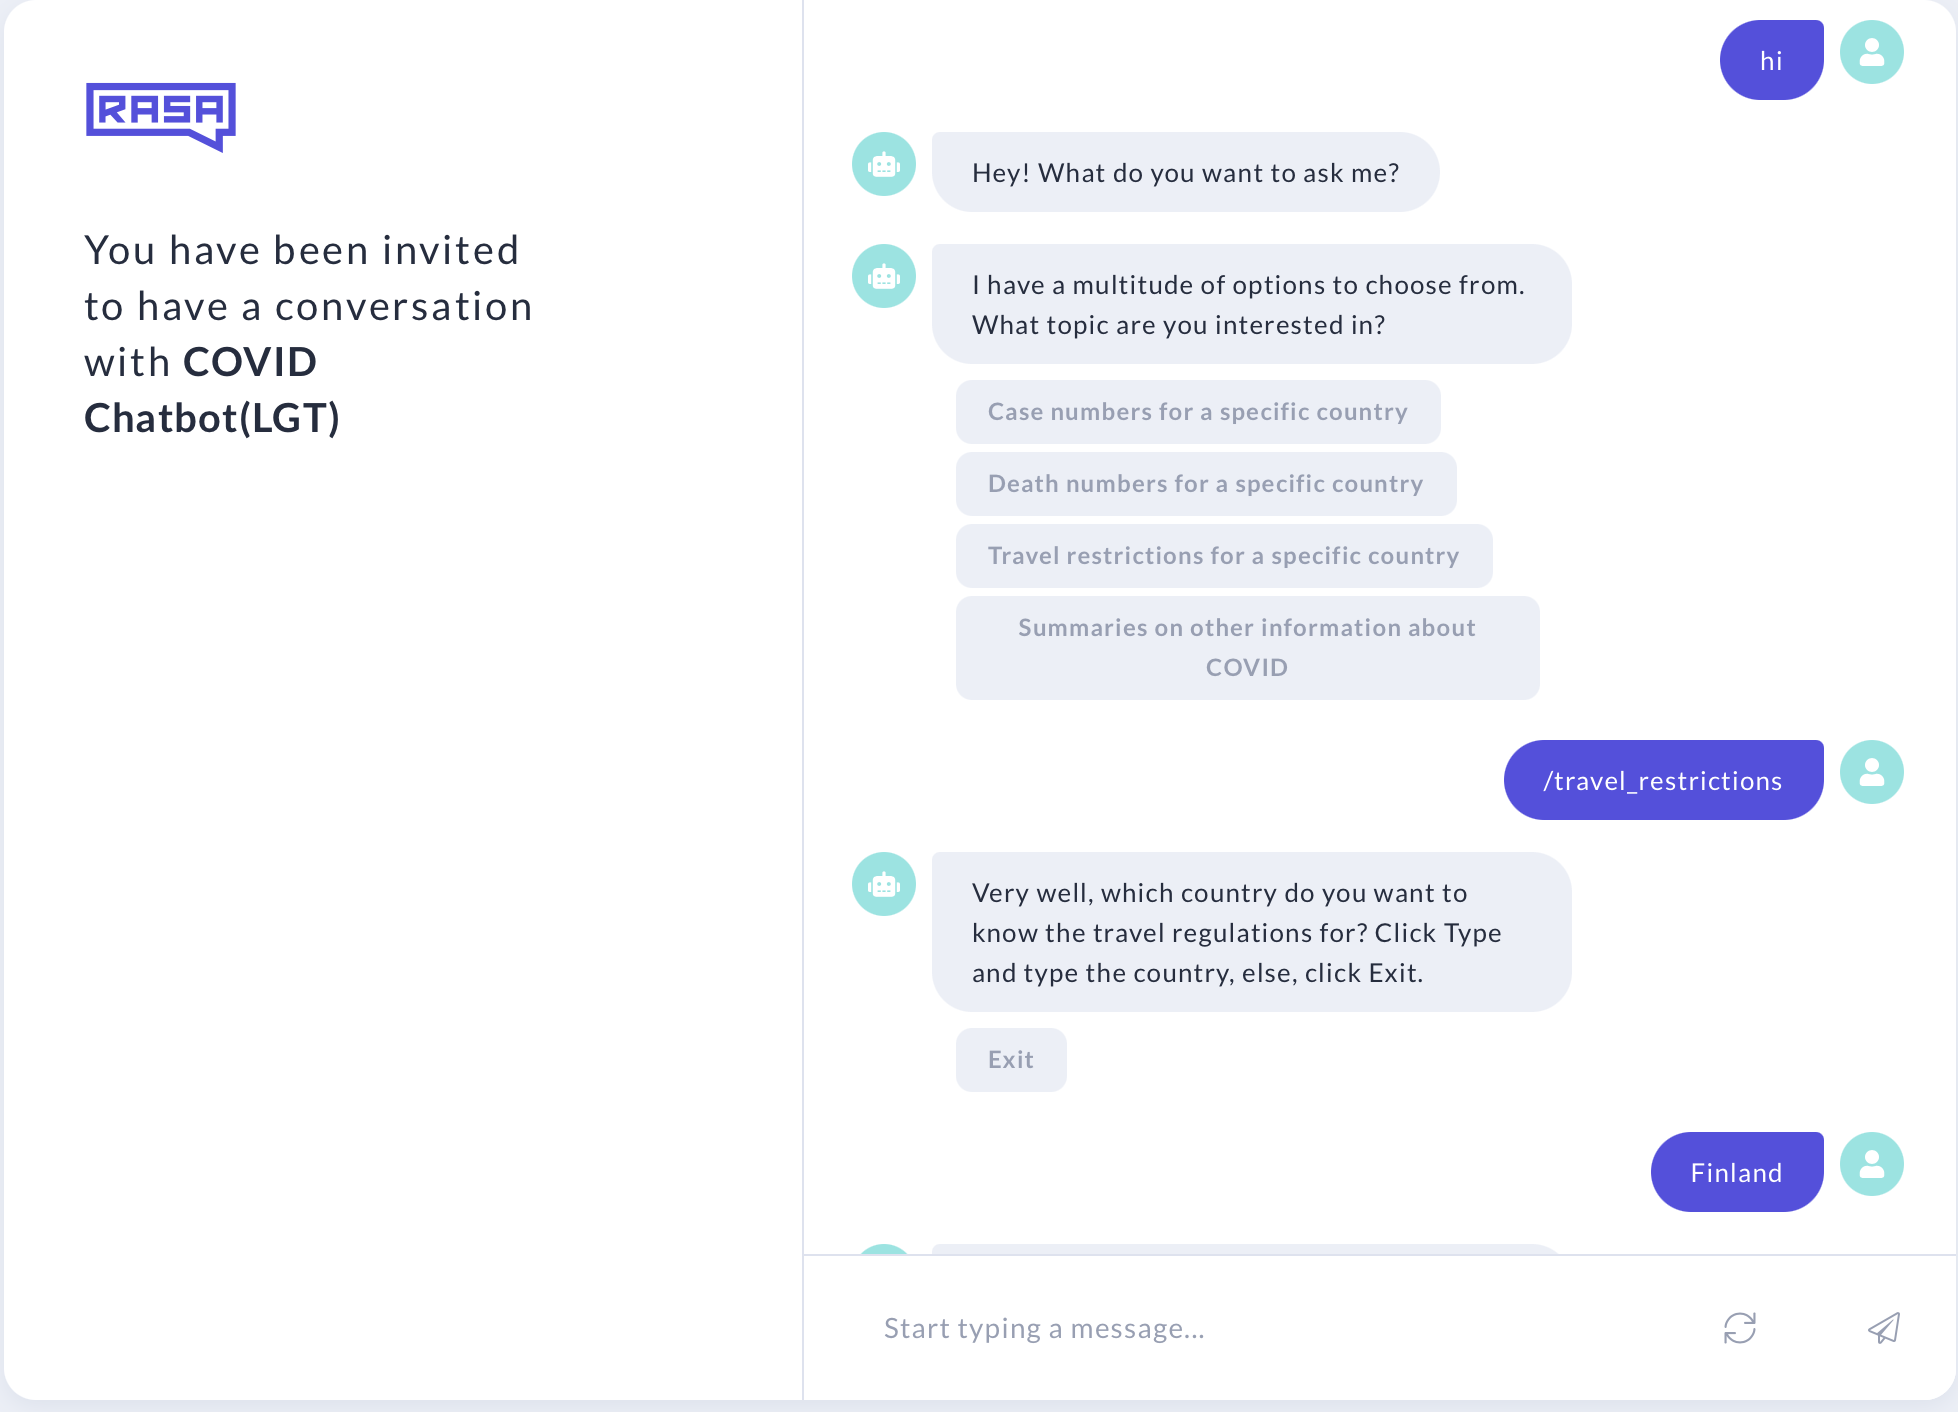 RASA
You have been invited
to have a conversation
with COVID
Chatbot(LGT)
hi
Hey! What do you want to ask me?
I have a multitude of options to choose from.
What topic are you interested in?
Case numbers for a specific country
Death numbers for a specific country
Travel restrictions for a specific country
Summaries on other information about
COVID
/travel_restrictions
Very well, which country do you want to
know the travel regulations for? Click Type
and type the country, else, click Exit.
Exit
Finland
Start typing a message...